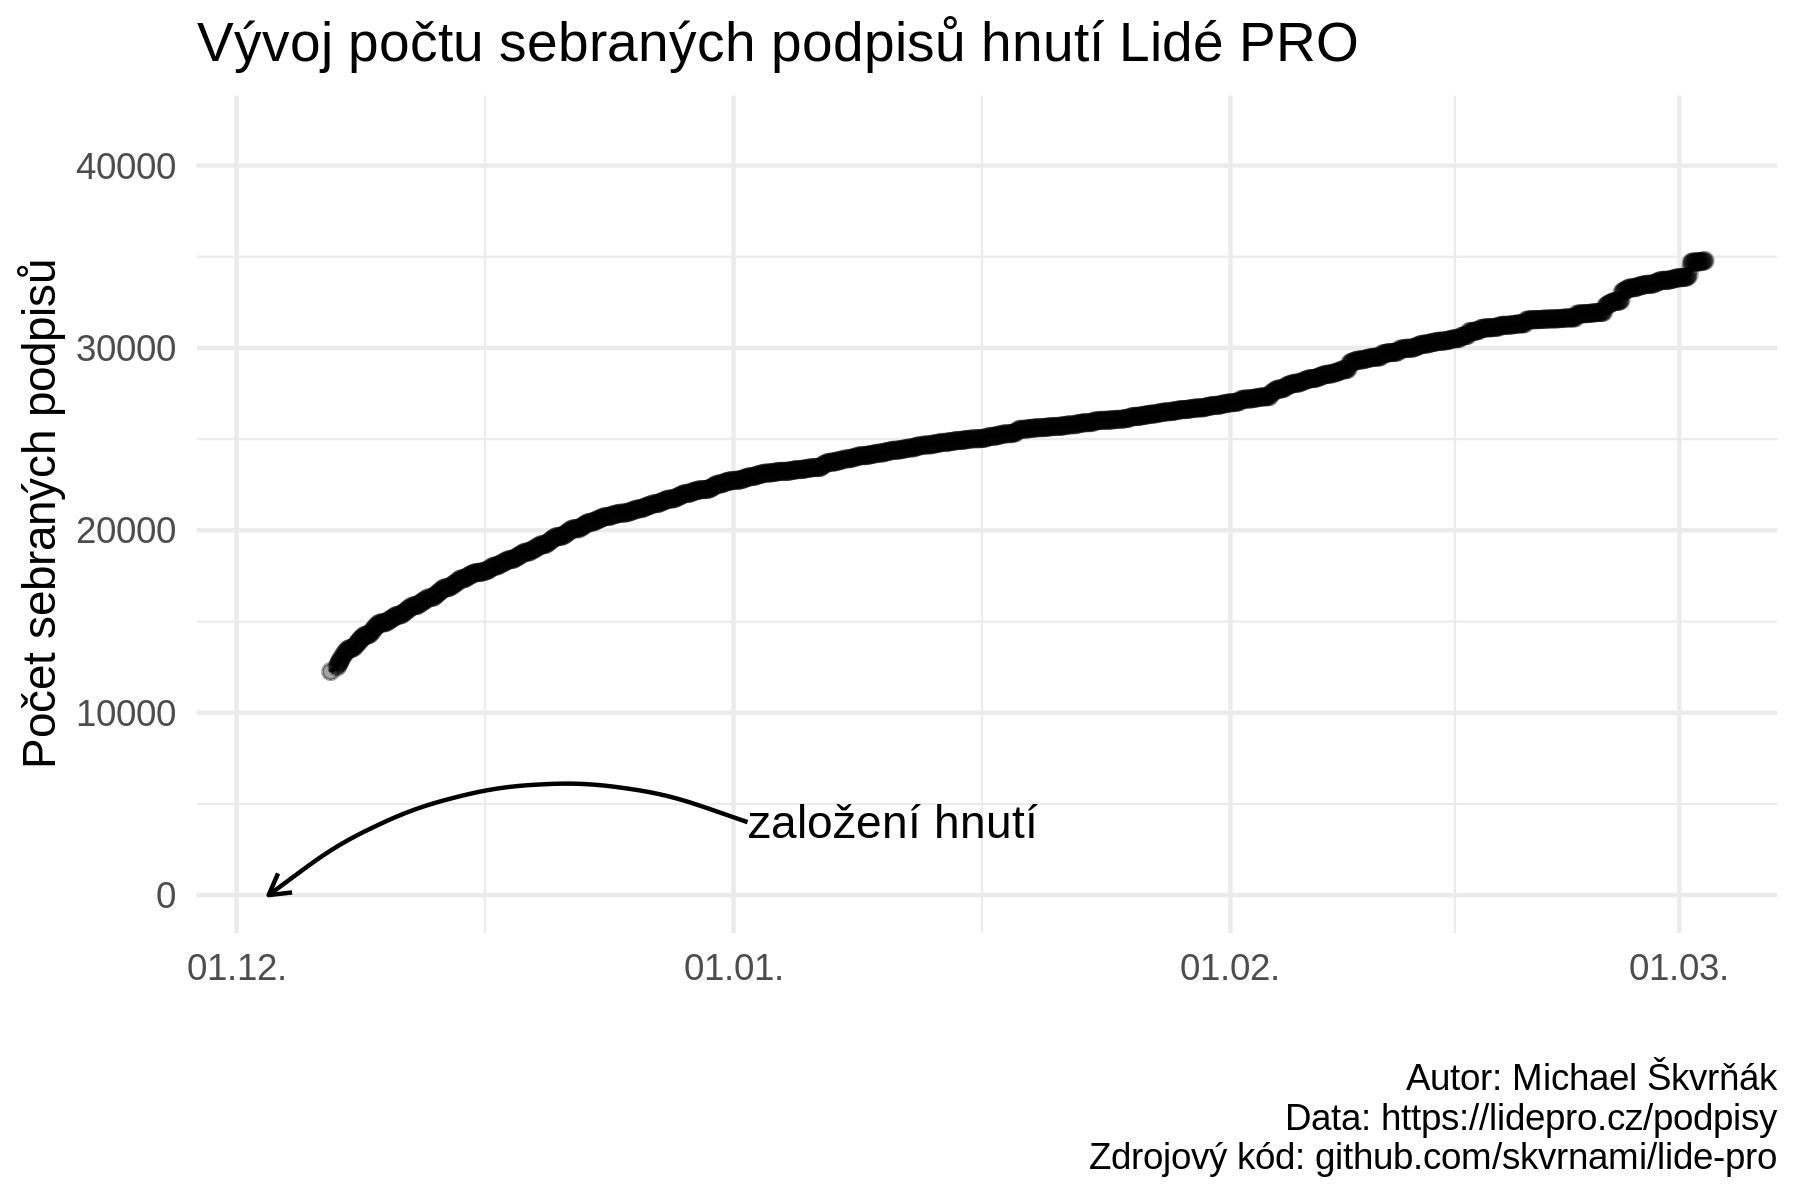 Vývoj počtu sebraných podpisů hnutí Lidé PRO
Počet sebraných podpisů
40000
30000
20000
10000
0
založení hnutí
01.12.
01.01.
01.02.
01.03.
Autor: Michael Škvrňák
Data: https://lidepro.cz/podpisy
Zdrojový kód: github.com/skvrnami/lide-pro